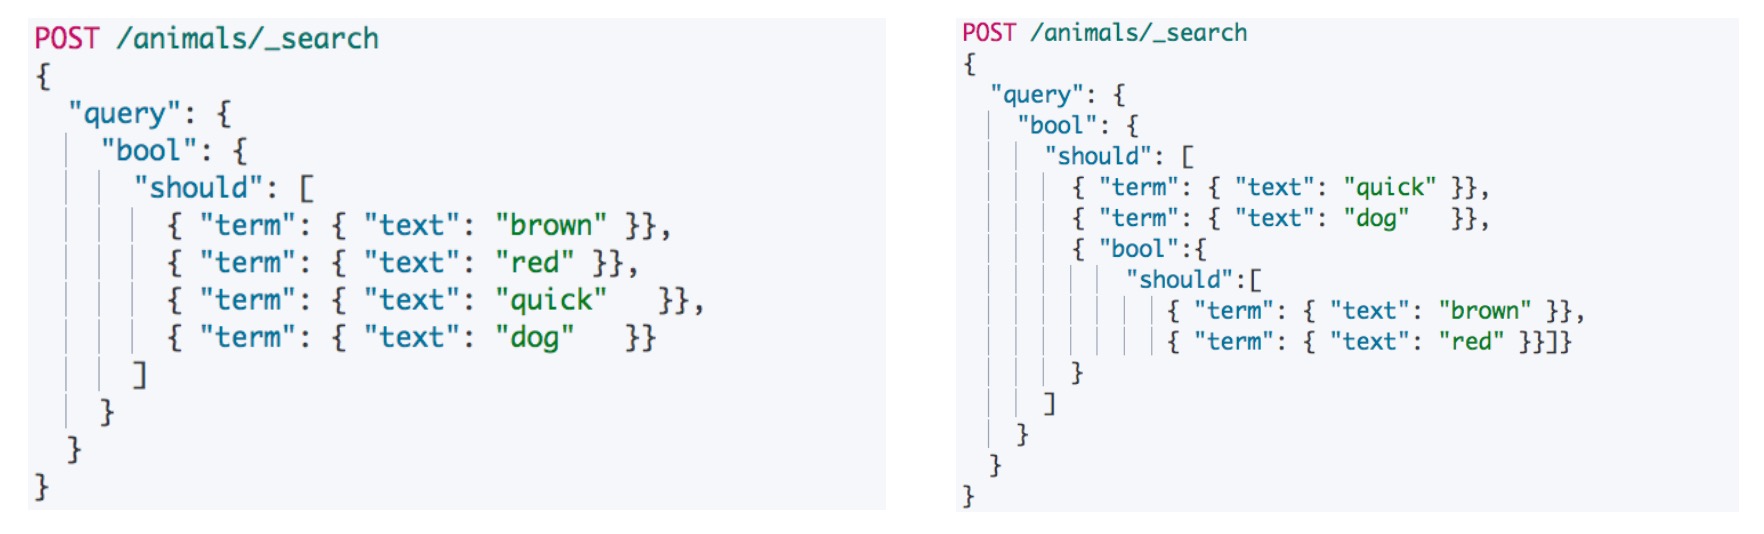 POST /animals/_search
{
  "query": {
    "bool": {
      "should": [
        { "term": { "text": "brown" }},
        { "term": { "text": "red" }},
        { "term": { "text": "quick"   }},
        { "term": { "text": "dog"   }}
      ]
    }
  }
}
POST /animals/_search
{
  "query": {
    "bool": {
      "should": [
        { "term": { "text": "quick" }},
        { "term": { "text": "dog"   }},
        { "bool":{
            "should":[
               { "term": { "text": "brown" }},
               { "term": { "text": "red" }}]}
        }
      ]
    }
  }
}